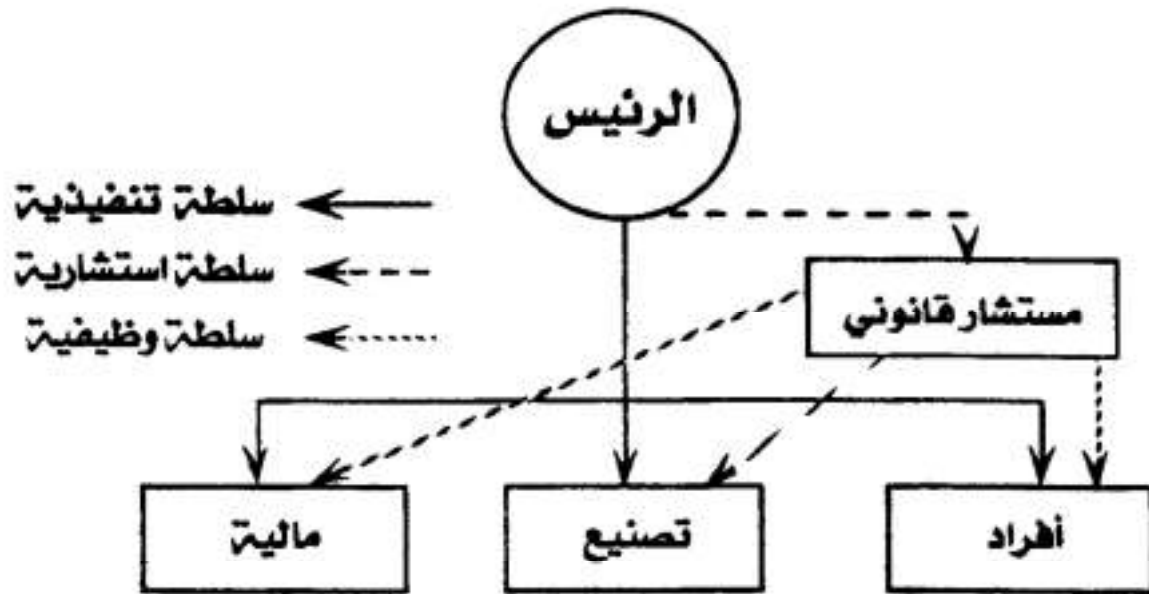 الرئيس
سلطة تنفيذية
سلطة استشارية
سلطة وظيفية
مستشار قانوني
أفراد
تصنيع
مالية